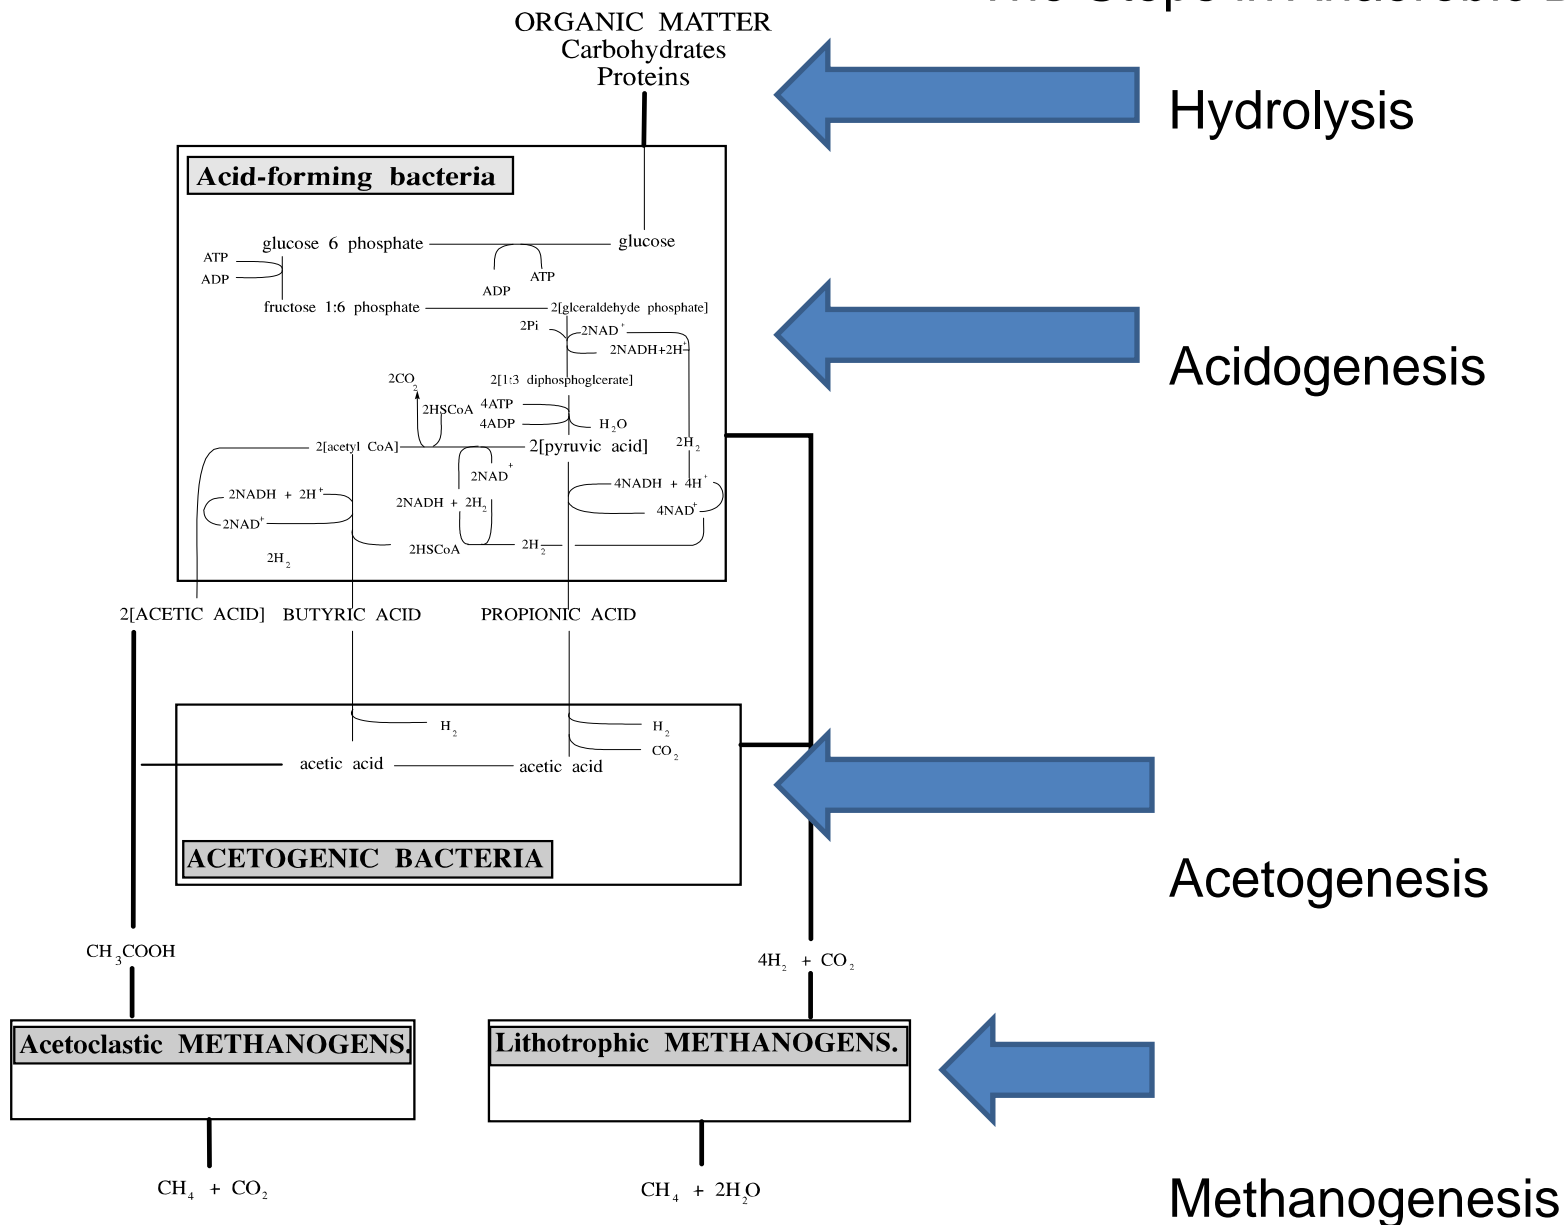 ORGANIC MATTER
Carbohydrates
Proteins
Hydrolysis
Acid-forming bacteria
glucose 6 phosphate
glucose
ATP
ADP
ADP
ATP
fructose 1:6 phosphate
2[glceraldehyde phosphate]
2Pi
2NAD⁺
2NADH+2H⁺
Acidogenesis
2CO₂
2[1:3 diphosphoglcerate]
2HSCoA
4ATP
4ADP
H₂O
2[acetyl CoA]
2[pyruvic acid]
2H₂
2NAD⁺
2NADH + 2H⁺
2NADH + 2H₂
4NADH + 4H⁺
2NAD⁺
4NAD⁺
2HSCoA
2H₂
2H₂
2[ACETIC ACID]
BUTYRIC ACID
PROPIONIC ACID
H₂
H₂
CO₂
acetic acid
acetic acid
ACETOGENIC BACTERIA
Acetogenesis
CH₃COOH
4H₂ + CO₂
Acetoclastic METHANOGENS.
Lithotrophic METHANOGENS.
CH₄ + CO₂
CH₄ + 2H₂O
Methanogenesis